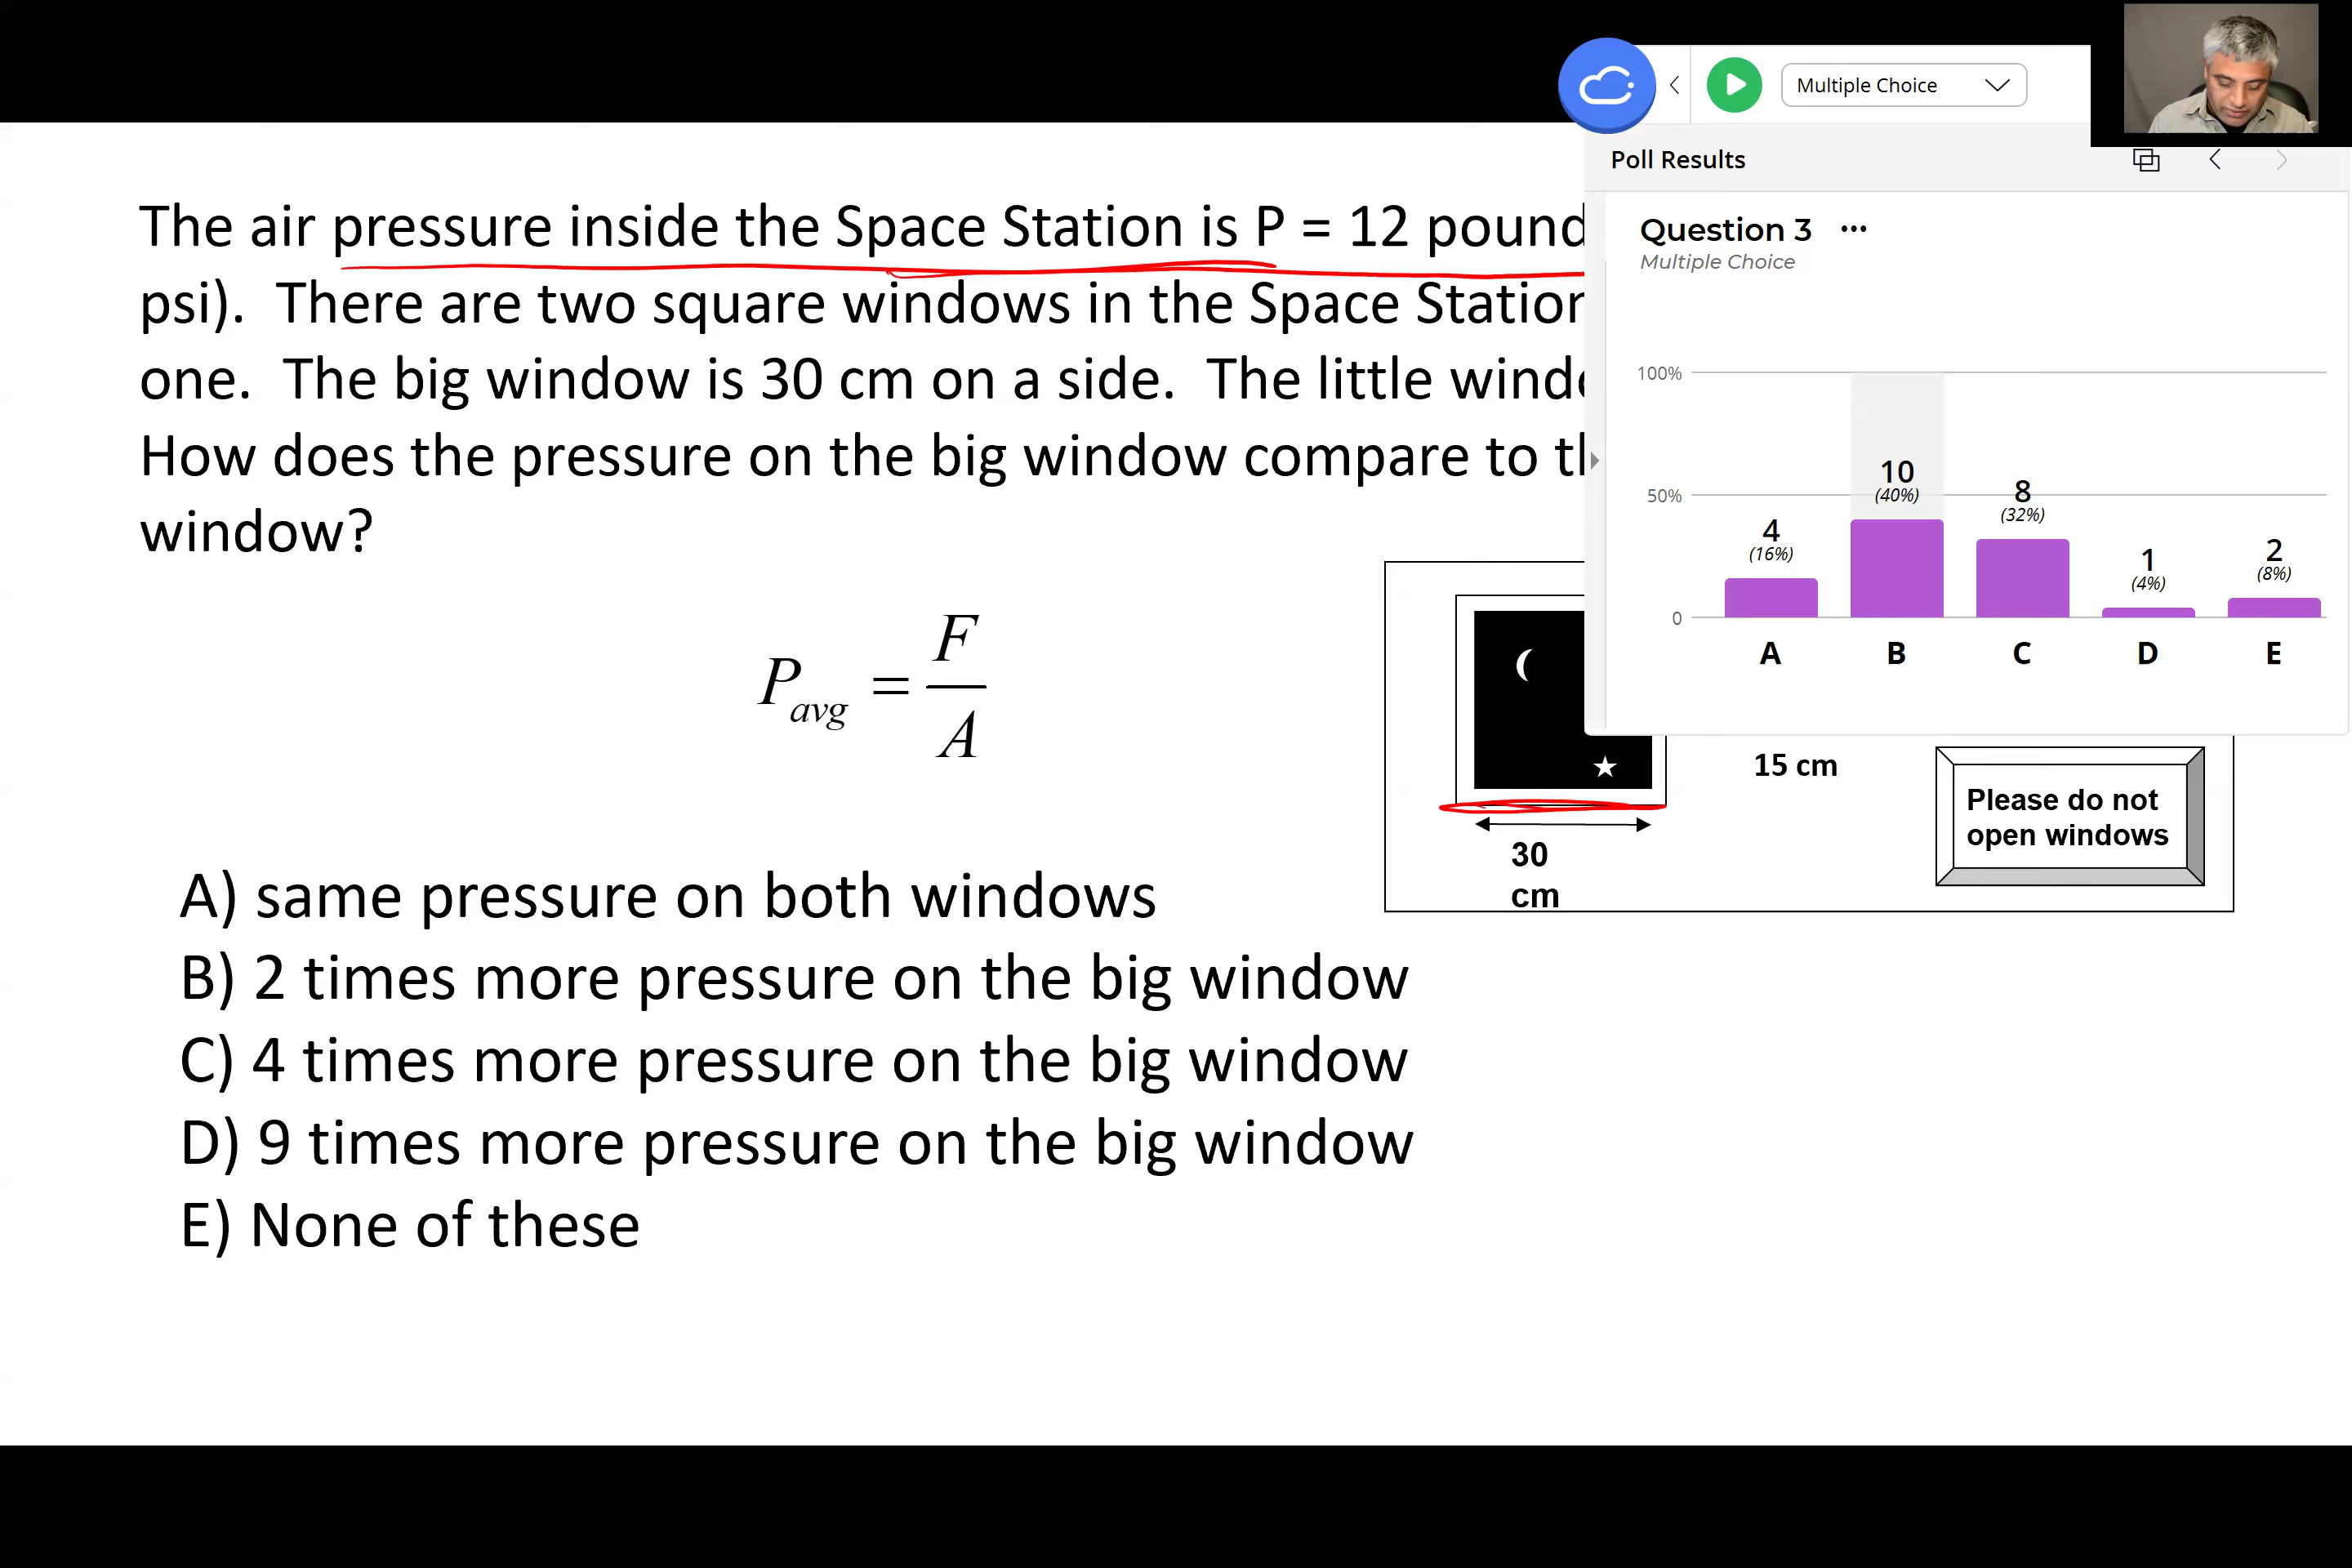 Multiple Choice
Poll Results
Question 3 •••
Multiple Choice
100%
50%
0
4
(16%)
10
(40%)
8
(32%)
1
(4%)
2
(8%)
A B C D E
The air pressure inside the Space Station is P = 12
psi). There are two square windows in the Space
one. The big window is 30 cm on a side. The little
How does the pressure on the big window compare to
window?
P avg = F / A
15 cm
30
cm
Please do not
open windows
A) same pressure on both windows
B) 2 times more pressure on the big window
C) 4 times more pressure on the big window
D) 9 times more pressure on the big window
E) None of these